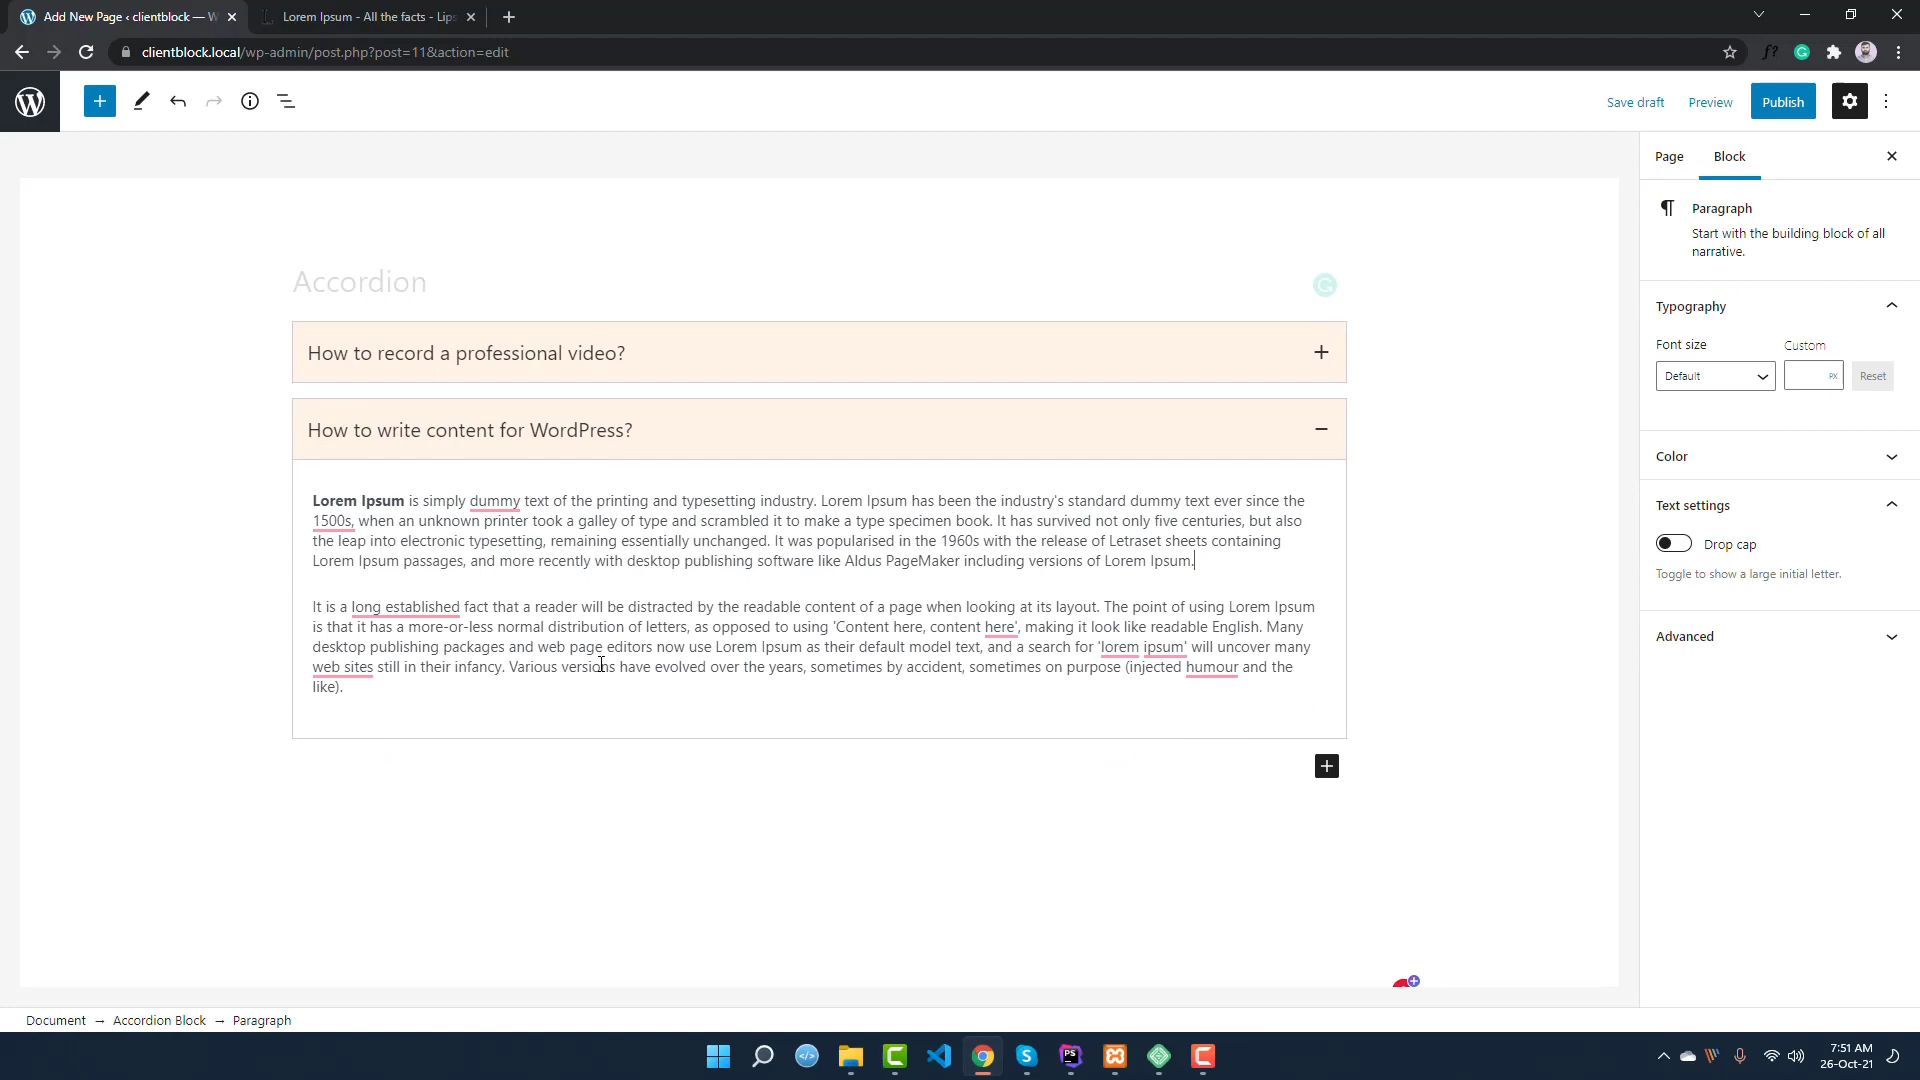 Add New Page ‹ clientblock — W
Lorem Ipsum - All the facts - Lips
clientblock.local/wp-admin/post.php?post=11&action=edit
f?
Save draft
Preview
Publish
Page
Block
Paragraph
Start with the building block of all
narrative.
Accordion
Typography
Font size
Custom
Default
PX
Reset
How to record a professional video?
How to write content for WordPress?
Color
Lorem Ipsum is simply dummy text of the printing and typesetting industry. Lorem Ipsum has been the industry's standard dummy text ever since the
1500s, when an unknown printer took a galley of type and scrambled it to make a type specimen book. It has survived not only five centuries, but also
the leap into electronic typesetting, remaining essentially unchanged. It was popularised in the 1960s with the release of Letraset sheets containing
Lorem Ipsum passages, and more recently with desktop publishing software like Aldus PageMaker including versions of Lorem Ipsum.
Text settings
Drop cap
Toggle to show a large initial letter.
It is a long established fact that a reader will be distracted by the readable content of a page when looking at its layout. The point of using Lorem Ipsum
is that it has a more-or-less normal distribution of letters, as opposed to using 'Content here, content here', making it look like readable English. Many
desktop publishing packages and web page editors now use Lorem Ipsum as their default model text, and a search for 'lorem ipsum' will uncover many
web sites still in their infancy. Various versions have evolved over the years, sometimes by accident, sometimes on purpose (injected humour and the
like).
Advanced
Document → Accordion Block → Paragraph
PS
7:51 AM
26-Oct-21